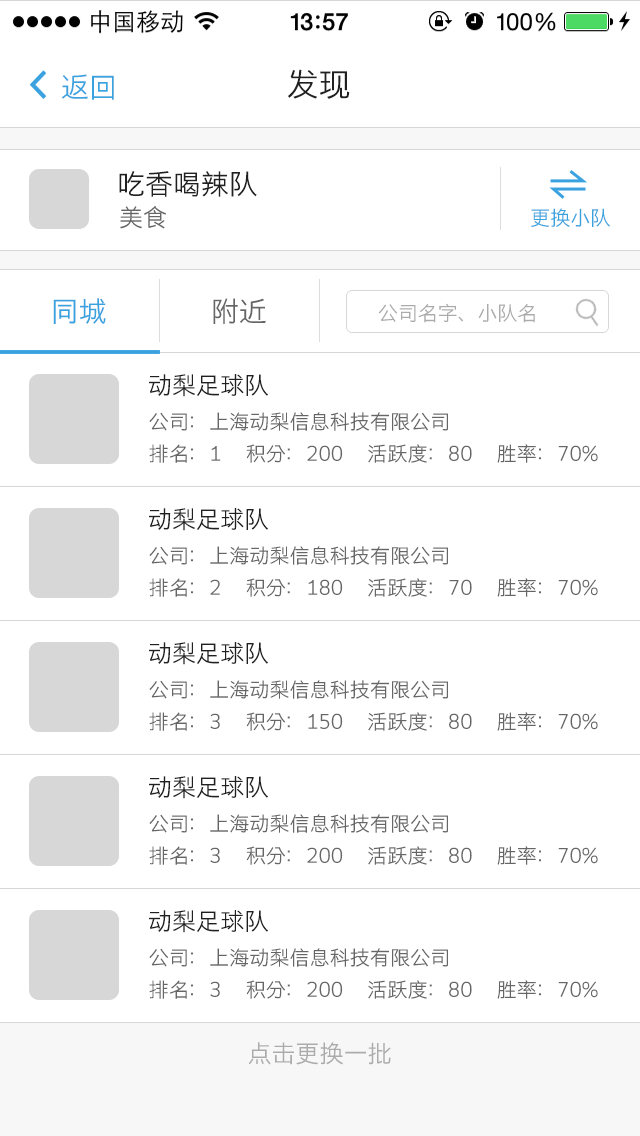 中国移动 13:57 100%
返回 发现
吃香喝辣队
美食
更换小队
同城 附近 公司名字、小队名
动梨足球队
公司: 上海动梨信息科技有限公司
排名: 1 积分: 200 活跃度: 80 胜率: 70%
动梨足球队
公司: 上海动梨信息科技有限公司
排名: 2 积分: 180 活跃度: 70 胜率: 70%
动梨足球队
公司: 上海动梨信息科技有限公司
排名: 3 积分: 150 活跃度: 80 胜率: 70%
动梨足球队
公司: 上海动梨信息科技有限公司
排名: 3 积分: 200 活跃度: 80 胜率: 70%
动梨足球队
公司: 上海动梨信息科技有限公司
排名: 3 积分: 200 活跃度: 80 胜率: 70%
点击更换一批